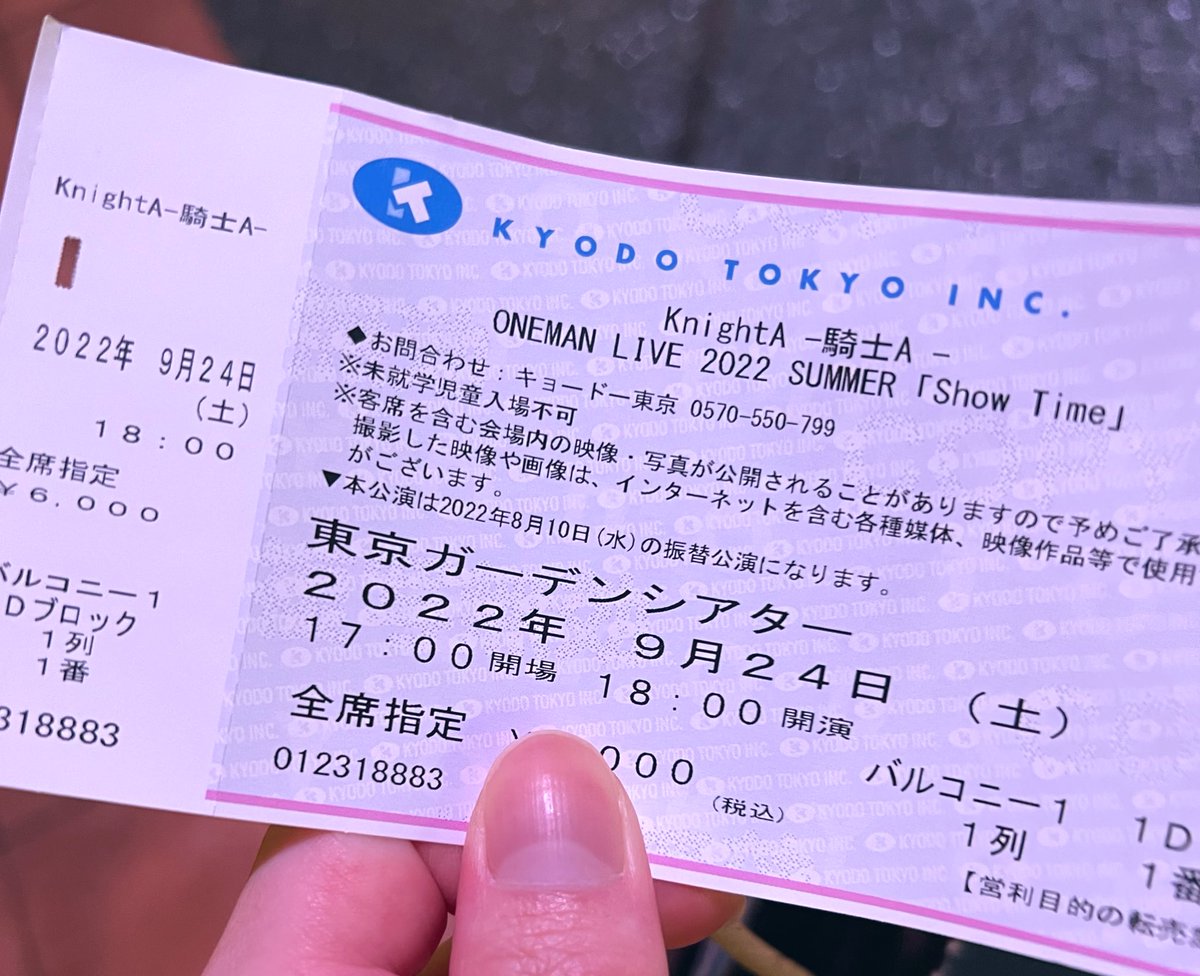 KnightA-騎士A-
2022年 9月24日
(土)
18:00
全席指定
¥6,000
バルコニー1
Dブロック
1列
1番
318883
KYODO TOKYO INC.
KnightA -騎士A -
ONEMAN LIVE 2022 SUMMER「Show Time」
◆お問合わせ:キョードー東京 0570-550-799
※未就学児童入場不可
※客席を含む会場内の映像・写真が公開されることがありますので予めご了承
撮影した映像や画像は、インターネットを含む各種媒体、映像作品等で使用
がございます。
▼本公演は2022年8月10日(水)の振替公演になります。
東京ガーデンシアター
2022年 9月24日 (土)
17:00開場 18:00開演
全席指定 000
(税込)
012318883
バルコニー1 1D
1列 1番
【営利目的の転売